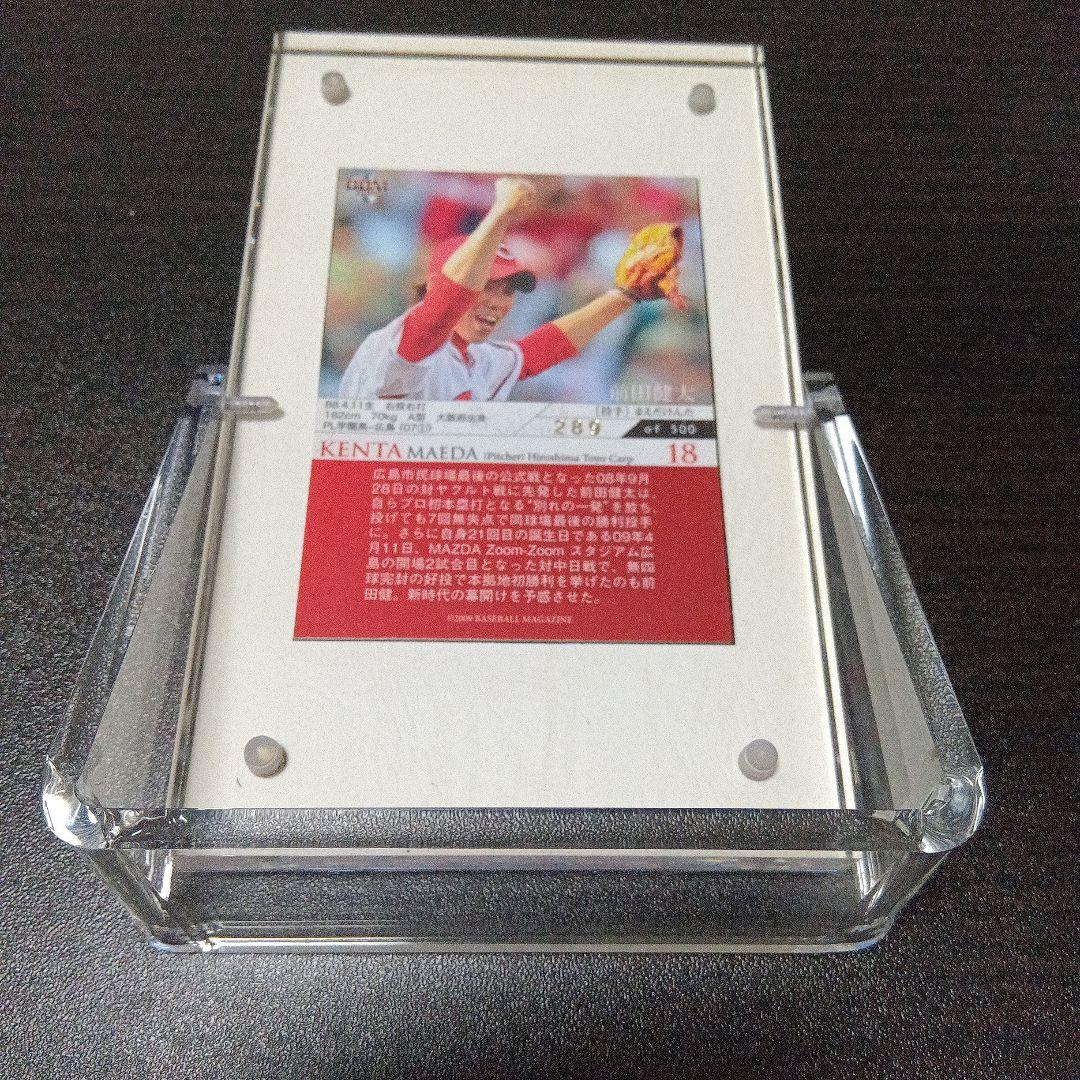 BBM
前田健太
88.4.11生 右投右打
182cm 70kg A型 大阪府出身
PL学園高-広島('07①)
[投手] まえだけんた
289 of 500
KENTA MAEDA [Pitcher] Hiroshima Toyo Carp 18
広島市民球場最後の公式戦となった08年9月
28日の対ヤクルト戦に先発した前田健太は、
自らプロ初本塁打となる“別れの一発”を放ち、
投げても7回無失点で同球場最後の勝利投手
に。さらに自身21回目の誕生日である09年4
月11日、MAZDA Zoom-Zoom スタジアム広
島の開場2試合目となった対中日戦で、無四
球完封の好投で本拠地初勝利を挙げたのも前
田健。新時代の幕開けを予感させた。
©2009 BASEBALL MAGAZINE